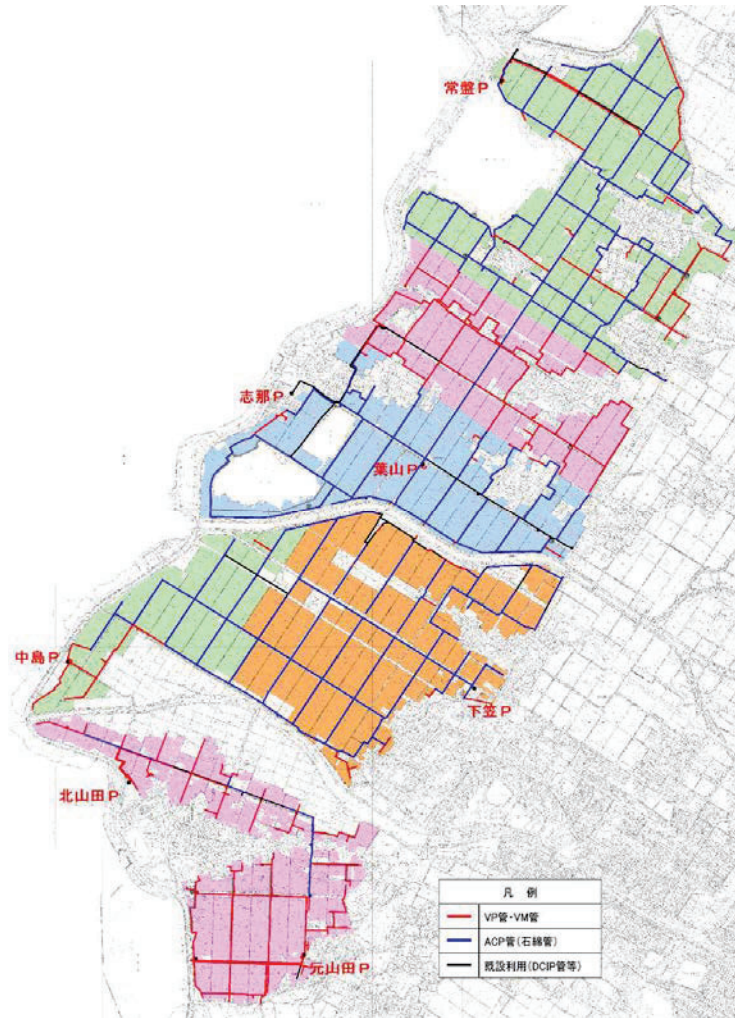 常盤P
志那P
葉山P
中島P
下笠P
北山田P
元山田P
凡 例
VP管・VM管
ACP管(石綿管)
既設利用(DCIP管等)